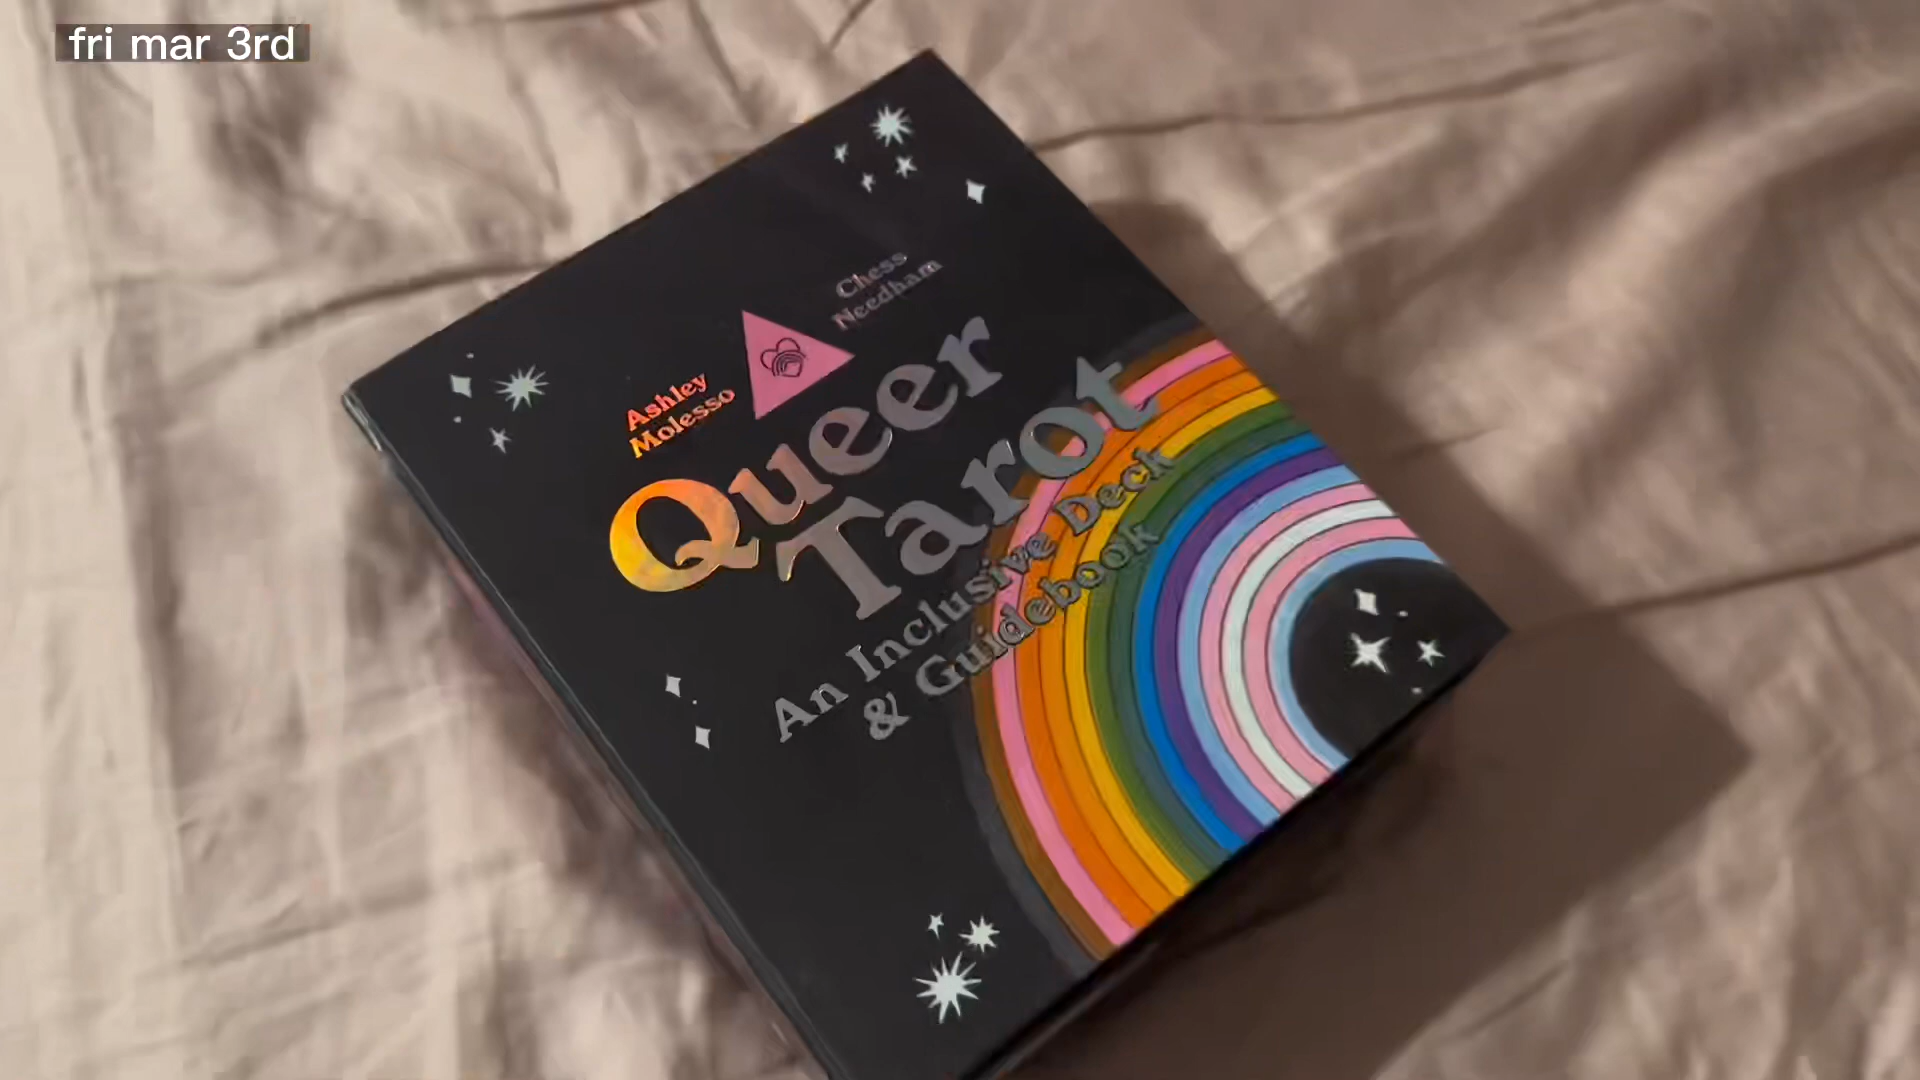 fri mar 3rd
Ashley
Molesso
Chess
Needham
Queer
Tarot
An Inclusive Deck
& Guidebook